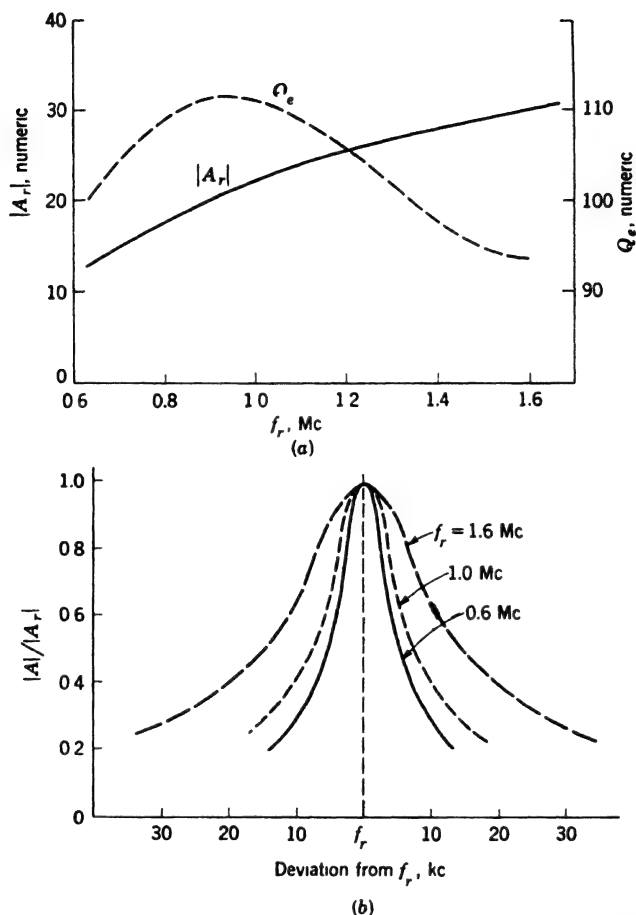 40
30
20
10
0
|A_r|, numeric
Q_e
|A_r|
110
100
90
Q_e, numeric
0 6 0.8 1 0 1 2 1.4 1.6
f_r, Mc
(a)
1.0
0.8
0.6
0 4
0 2
0
|A|/|A_r|
f_r = 1.6 Mc
1.0 Mc
0.6 Mc
30 20 10 f_r 10 20 30
Deviation from f_r, kc
(b)